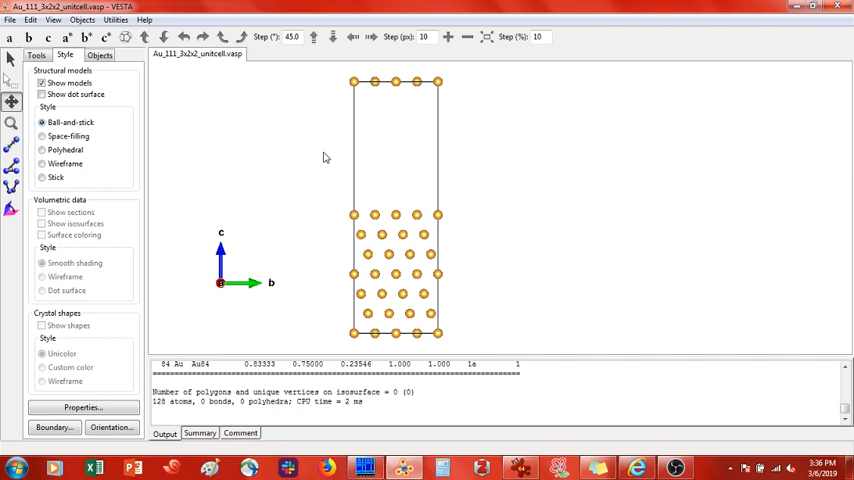 Au_111_3x2x2_unitcell.vasp - VESTA
File Edit View Objects Utilities Help
a b c a* b* c* Step (°): 45.0 Step (px): 10 Step (%): 10
Tools Style Objects
Au_111_3x2x2_unitcell.vasp
Structural models
Show models
Show dot surface
Style
Ball-and-stick
Space-filling
Polyhedral
Wireframe
Stick
Volumetric data
Show sections
Show isosurfaces
Surface coloring
Style
Smooth shading
Wireframe
Dot surface
Crystal shapes
Show shapes
Style
Unicolor
Custom color
Wireframe
Properties...
Boundary... Orientation...
c
b
84 Au Au84 0.83333 0.75000 0.23546 1.000 1.000 1a 1
Number of polygons and unique vertices on isosurface = 0 (0)
128 atoms, 0 bonds, 0 polyhedra; CPU time = 2 ms
Output Summary Comment
3:36 PM
3/6/2019